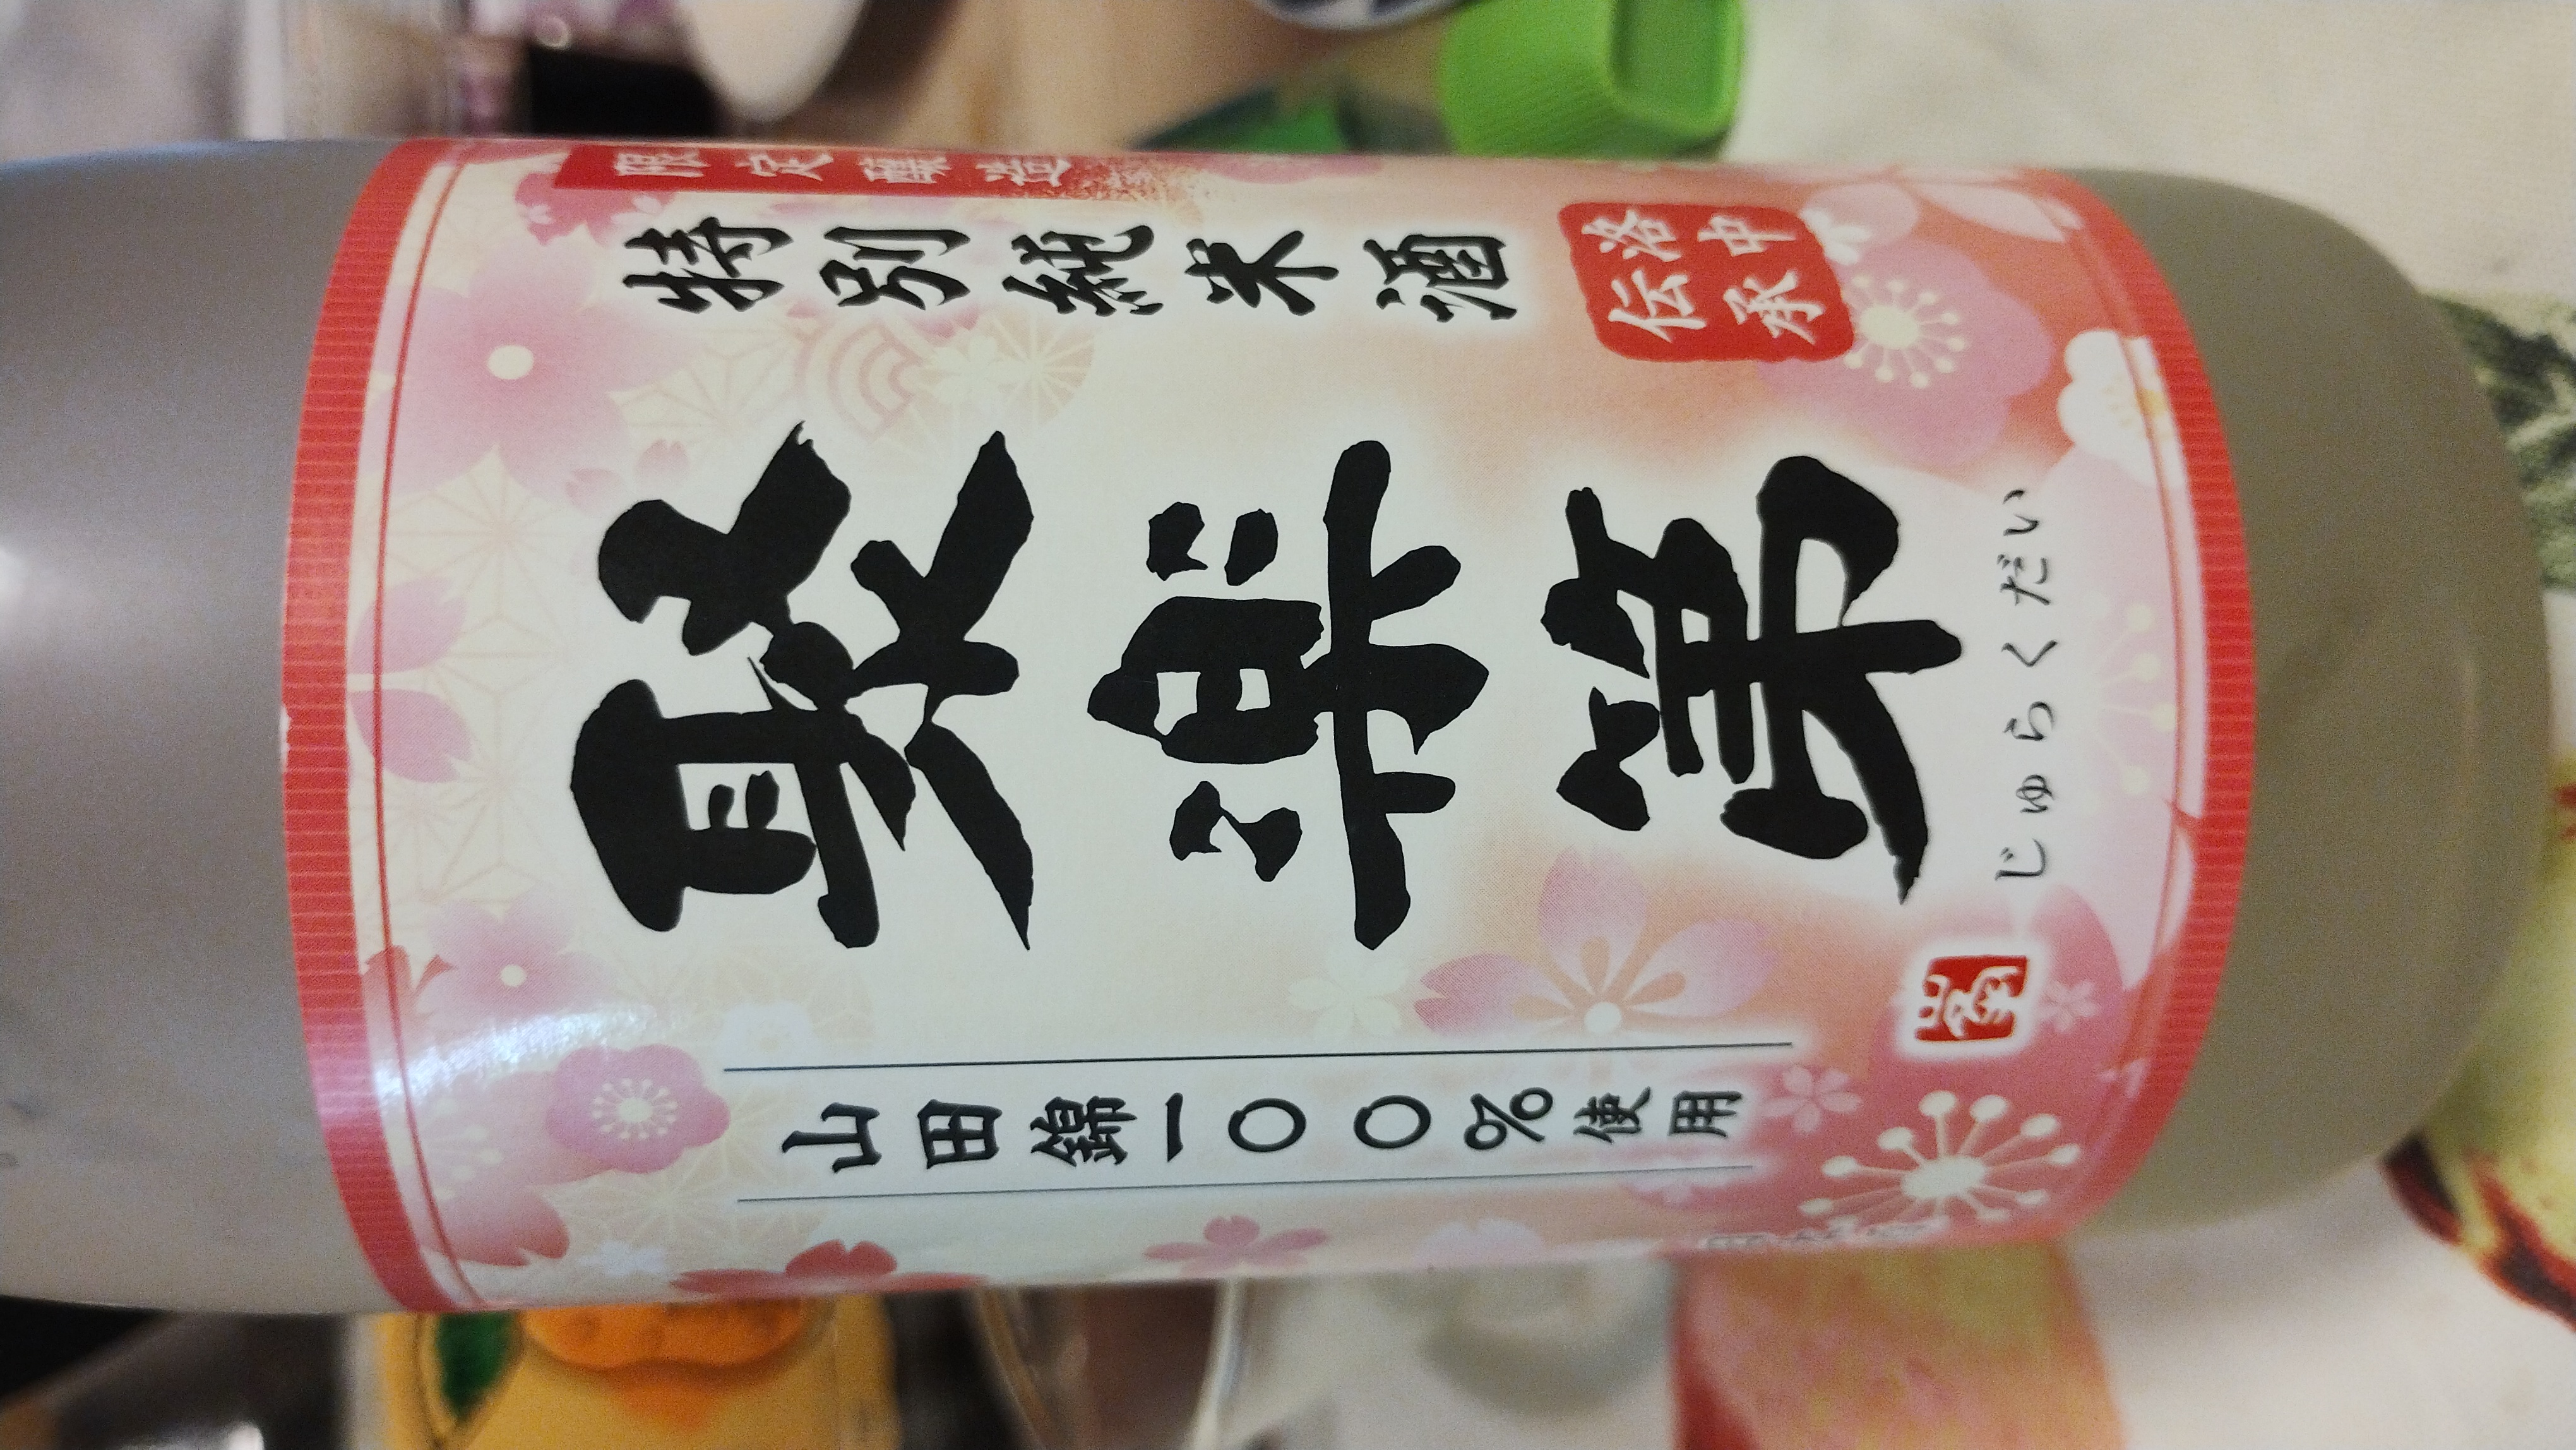 限定醸造
特別純米酒
洛中
伝承
聚楽第
じゅらくだい
山田錦一〇〇%使用